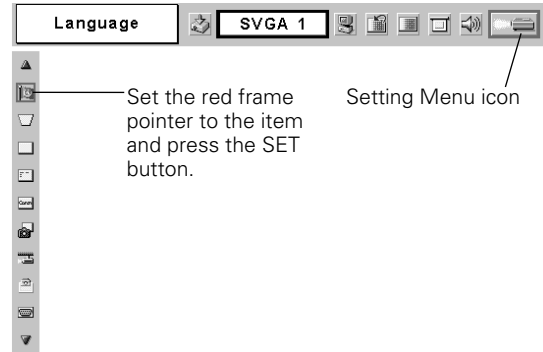 Language
SVGA 1
Set the red frame
pointer to the item
and press the SET
button.
Setting Menu icon